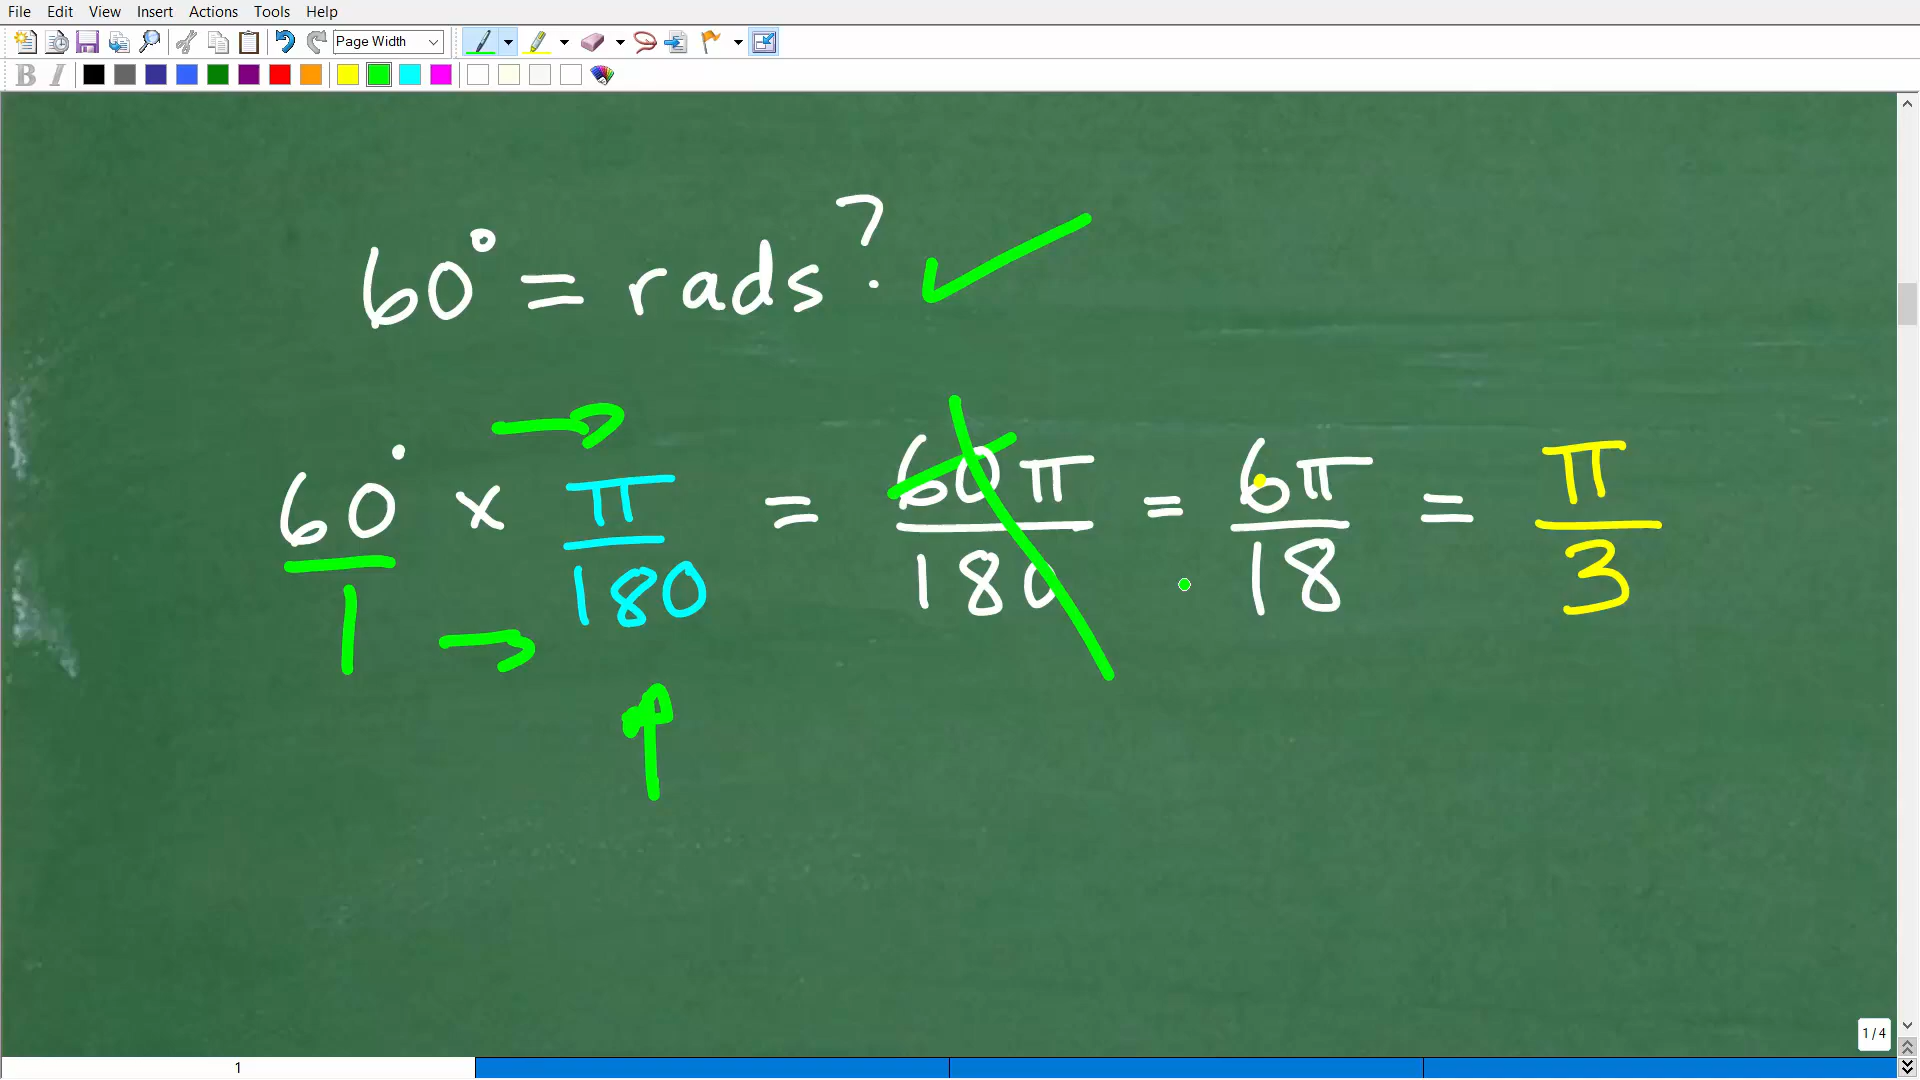 File Edit View Insert Actions Tools Help
Page Width
B I
60° = rads?
60°/1 × π/180 = 60π/180 = 6π/18 = π/3
1/4
1